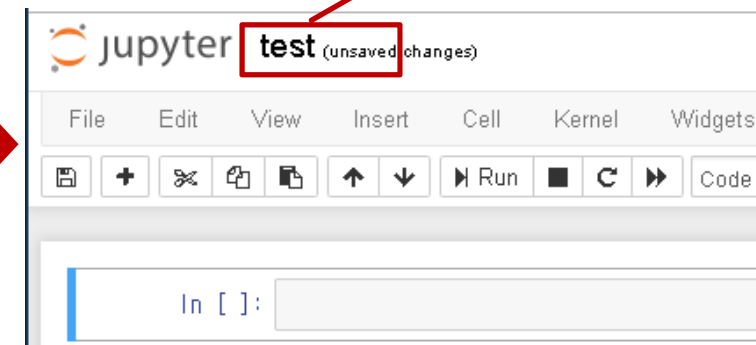 jupyter test (unsaved changes)
File Edit View Insert Cell Kernel Widgets
Run Code
In [ ]: